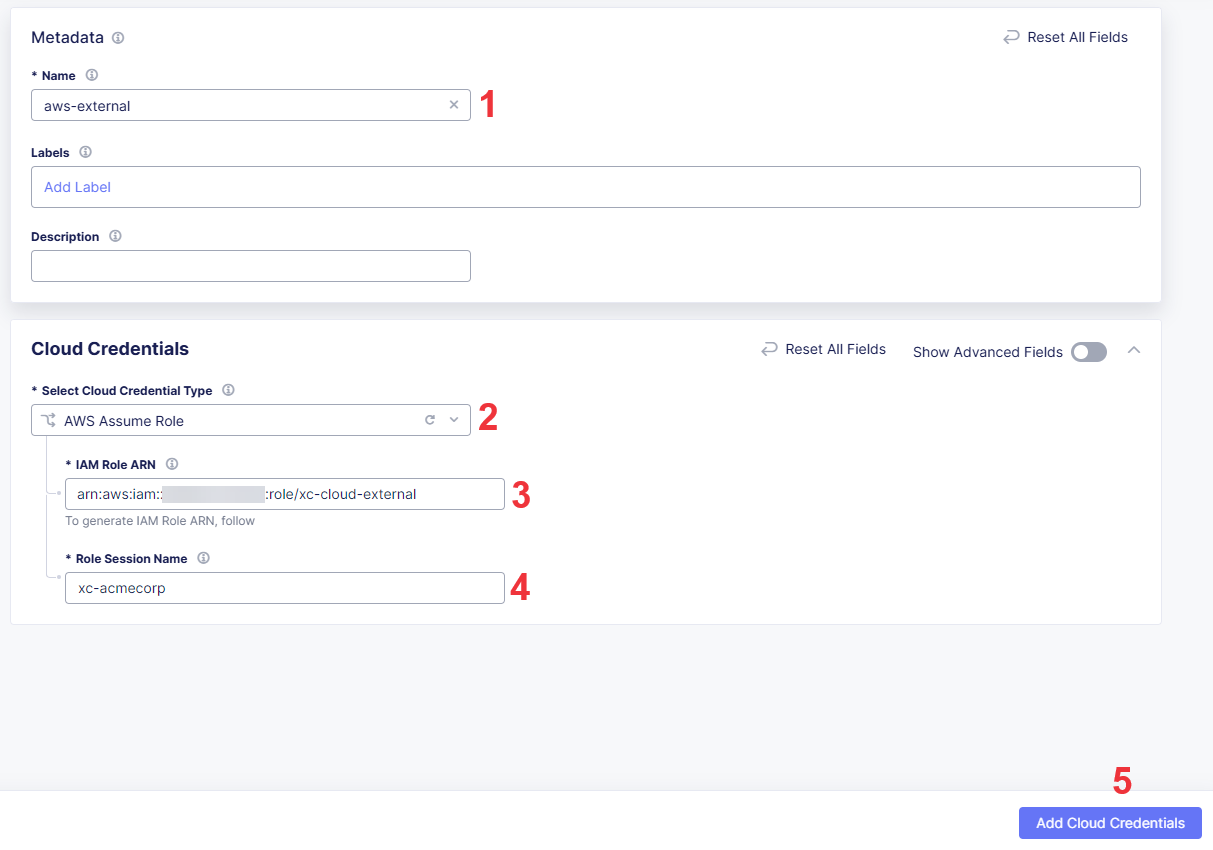 Metadata
Reset All Fields
* Name
aws-external
1
Labels
Add Label
Description
Cloud Credentials
Reset All Fields
Show Advanced Fields
* Select Cloud Credential Type
AWS Assume Role
2
* IAM Role ARN
arn:aws:iam:: :role/xc-cloud-external
3
To generate IAM Role ARN, follow
* Role Session Name
xc-acmecorp
4
5
Add Cloud Credentials